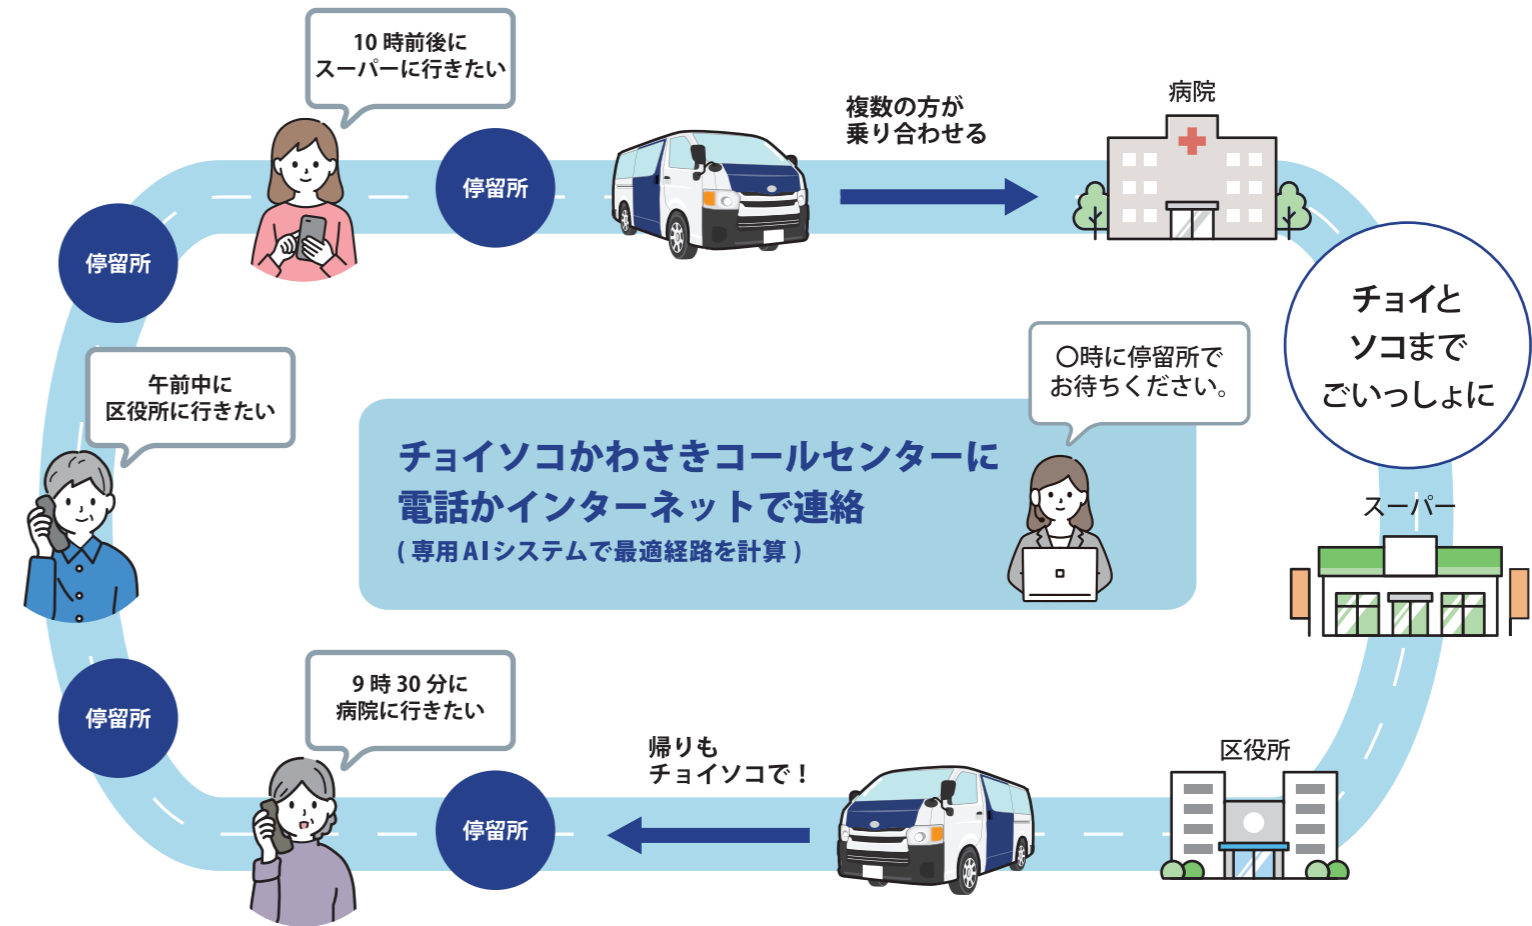 10 時前後に
スーパーに行きたい
停留所
複数の方が
乗り合わせる
病院
停留所
チョイと
ソコまで
ごいっしょに
午前中に
区役所に行きたい
〇時に停留所で
お待ちください。
チョイソコかわさきコールセンターに
電話かインターネットで連絡
( 専用 AI システムで最適経路を計算 )
スーパー
停留所
9 時 30 分に
病院に行きたい
帰りも
チョイソコで！
区役所
停留所